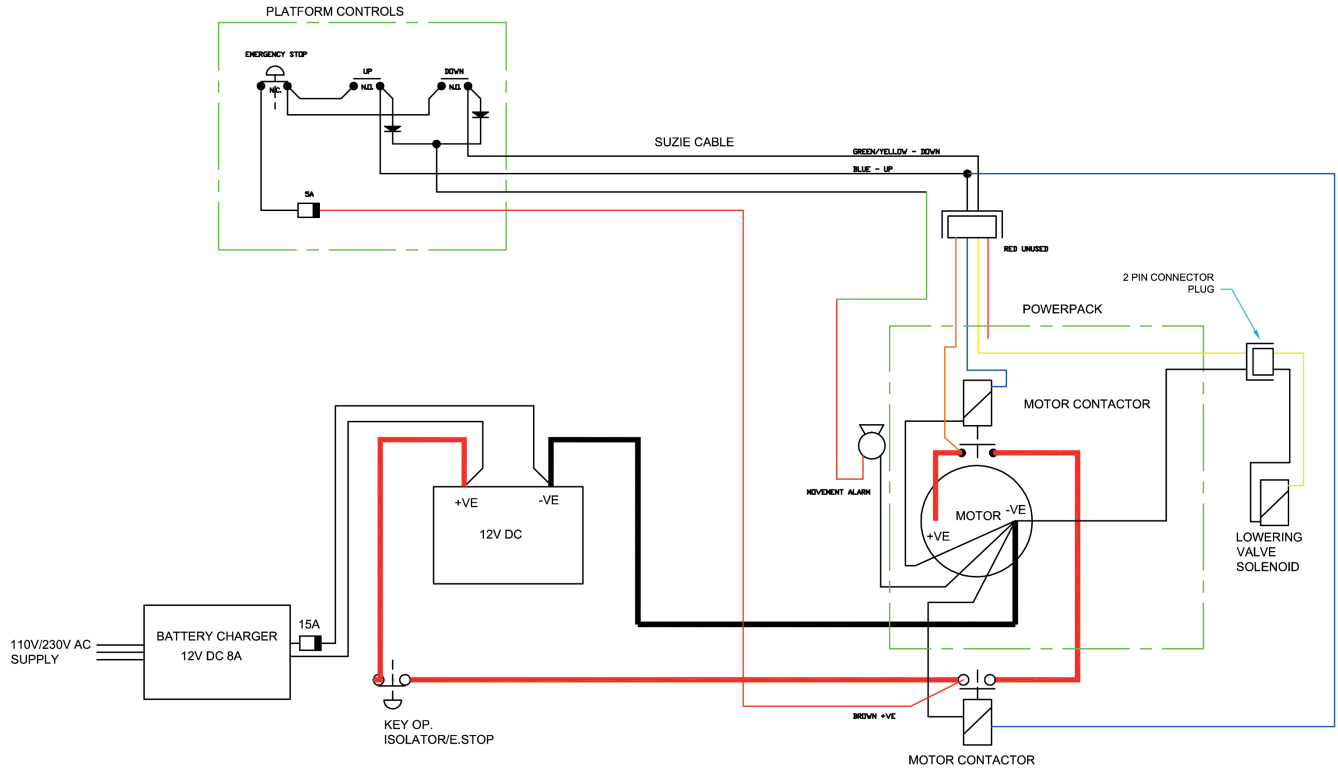 PLATFORM CONTROLS
EMERGENCY STOP
N.C.
UP
N.O.
DOWN
N.O.
SUZIE CABLE
GREEN/YELLOW - DOWN
BLUE - UP
5A
RED UNUSED
2 PIN CONNECTOR
PLUG
POWERPACK
MOTOR CONTACTOR
MOVEMENT ALARM
+VE
-VE
12V DC
MOTOR
-VE
+VE
LOWERING
VALVE
SOLENOID
15A
BATTERY CHARGER
12V DC 8A
110V/230V AC
SUPPLY
KEY OP.
ISOLATOR/E.STOP
BROWN +VE
MOTOR CONTACTOR